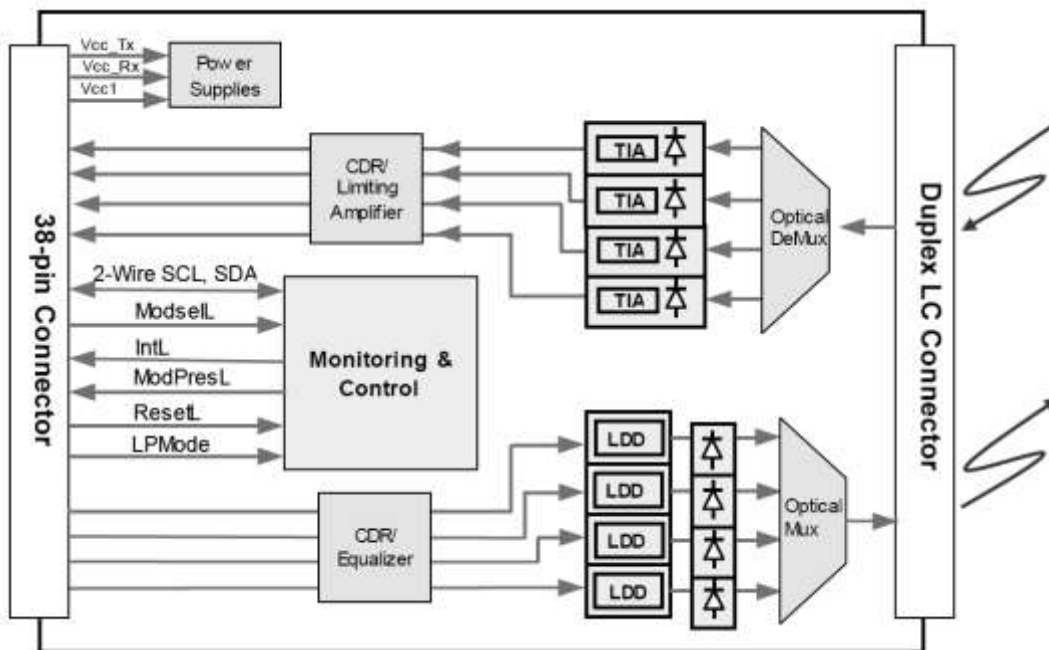 Vcc_Tx
Vcc_Rx
Vcc1
Power
Supplies
CDR/
Limiting
Amplifier
TIA
TIA
TIA
TIA
Optical
DeMux
38-pin Connector
Duplex LC Connector
2-Wire SCL, SDA
ModselL
IntL
ModPresL
ResetL
LPMode
Monitoring &
Control
CDR/
Equalizer
LDD
LDD
LDD
LDD
Optical
Mux